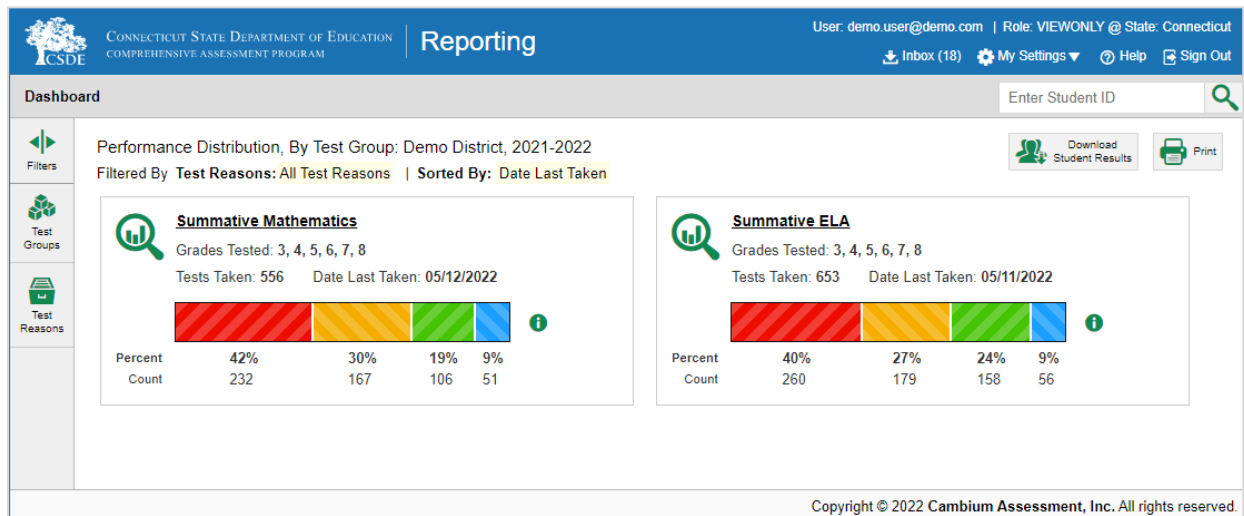 CSDE
CONNECTICUT STATE DEPARTMENT OF EDUCATION
COMPREHENSIVE ASSESSMENT PROGRAM
Reporting
User: demo.user@demo.com | Role: VIEWONLY @ State: Connecticut
Inbox (18) My Settings ▼ Help Sign Out
Dashboard
Enter Student ID
Filters
Test
Groups
Test
Reasons
Performance Distribution, By Test Group: Demo District, 2021-2022
Filtered By Test Reasons: All Test Reasons | Sorted By: Date Last Taken
Download
Student Results
Print
Summative Mathematics
Grades Tested: 3, 4, 5, 6, 7, 8
Tests Taken: 556 Date Last Taken: 05/12/2022
Percent 42% 30% 19% 9%
Count 232 167 106 51
Summative ELA
Grades Tested: 3, 4, 5, 6, 7, 8
Tests Taken: 653 Date Last Taken: 05/11/2022
Percent 40% 27% 24% 9%
Count 260 179 158 56
Copyright © 2022 Cambium Assessment, Inc. All rights reserved.